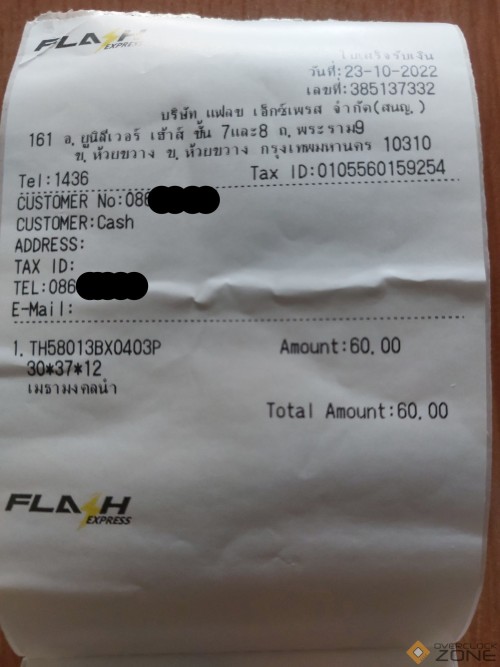 FLASH EXPRESS
ใบเสร็จรับเงิน
วันที่:23-10-2022
เลขที่:385137332
บริษัท แฟลช เอ็กซ์เพรส จำกัด(สนญ.)
161 อ.ยูนิลีเวอร์ เฮ้าส์ ชั้น 7และ8 ถ.พระราม9
ข.ห้วยขวาง ข.ห้วยขวาง กรุงเทพมหานคร 10310
Tel:1436 Tax ID:0105560159254
CUSTOMER No:086
CUSTOMER:Cash
ADDRESS:
TAX ID:
TEL:086
E-Mail:
1. TH58013BX0403P Amount:60.00
30*37*12
เมธามงคลนำ
Total Amount:60.00
FLASH EXPRESS
OVERCLOCK ZONE